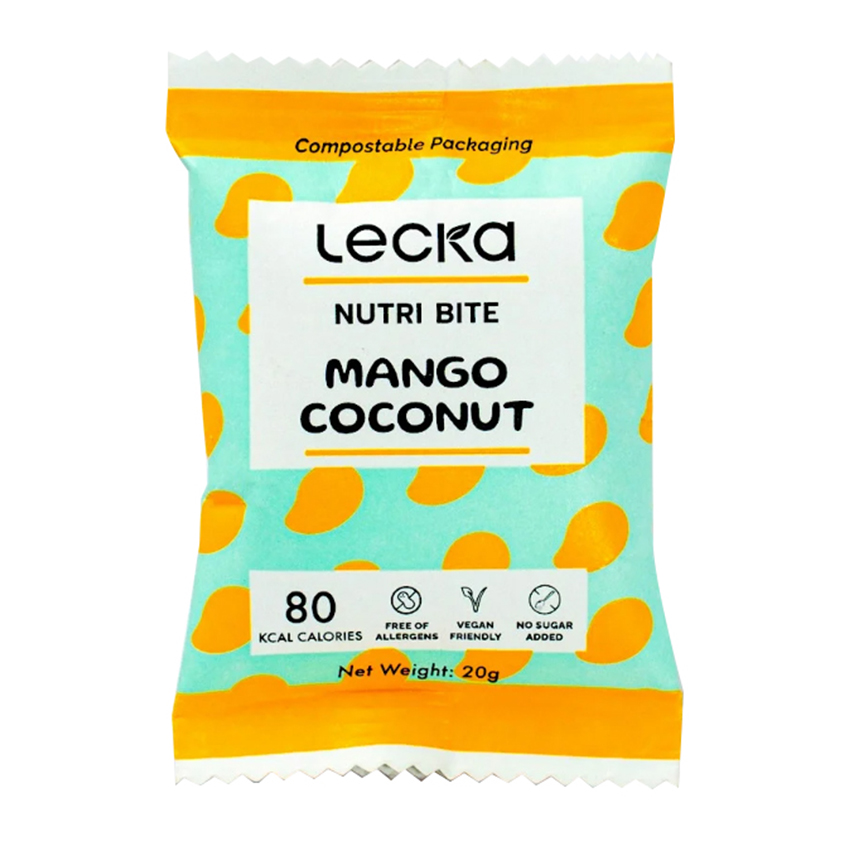 Compostable Packaging
Lecka
NUTRI BITE
MANGO
COCONUT
80
KCAL CALORIES
FREE OF
ALLERGENS
VEGAN
FRIENDLY
NO SUGAR
ADDED
Net Weight: 20g